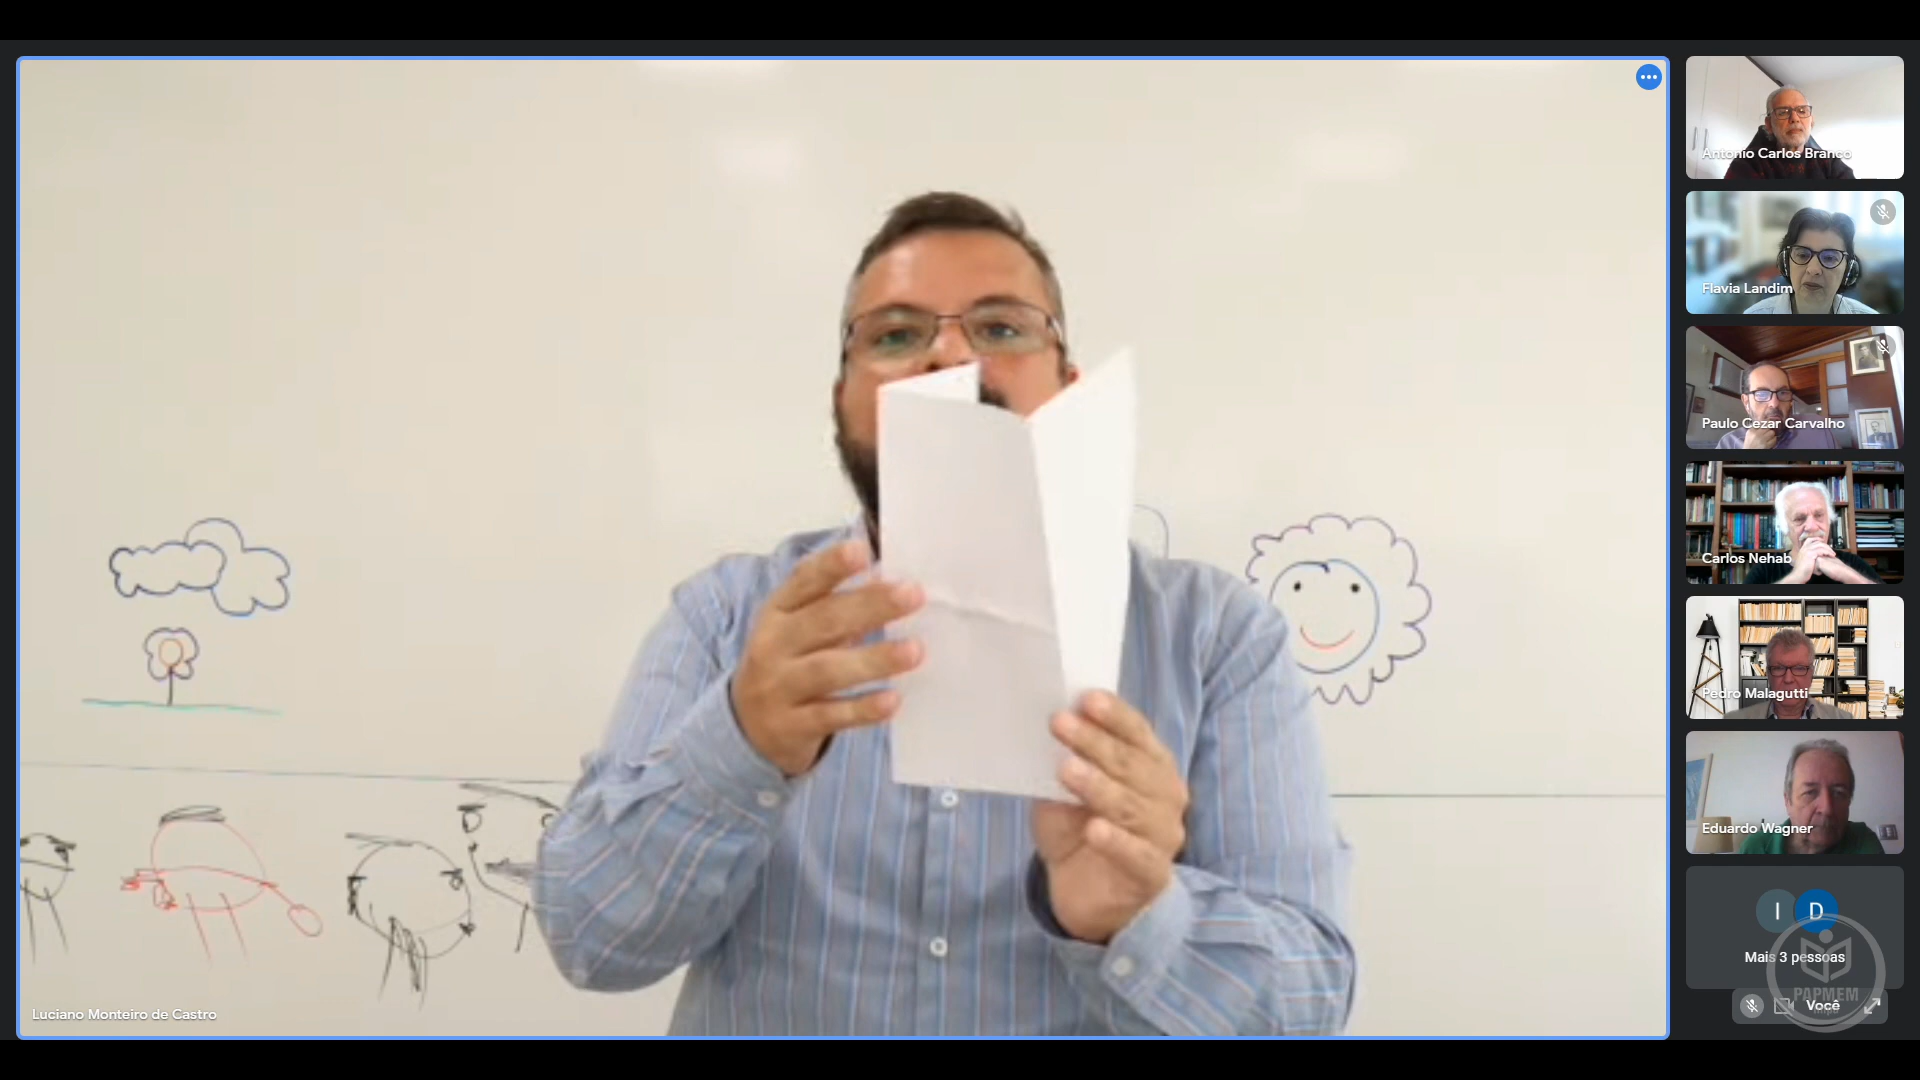 Antonio Carlos Branco
Flavia Landim
Paulo Cezar Carvalho
Carlos Nehab
Pedro Malagutti
Eduardo Wagner
I D
Mais 3 pessoas
PAPMEM
Você
Luciano Monteiro de Castro